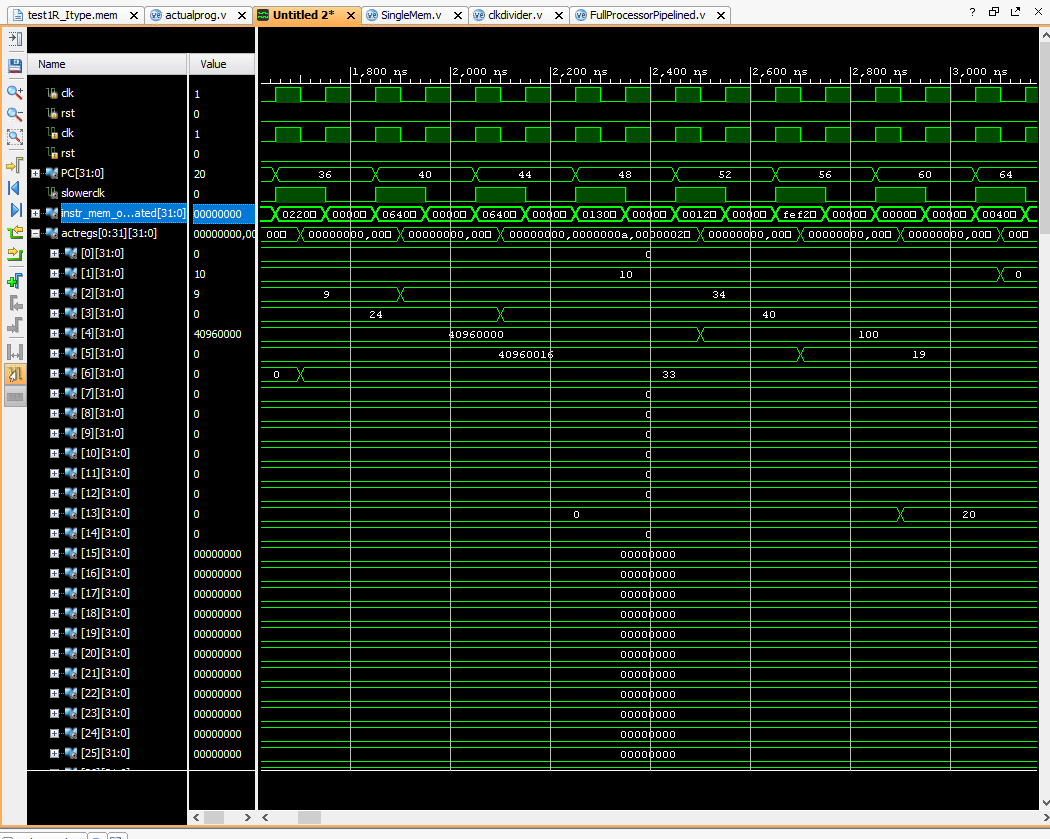 test1R_Itype.mem × actualprog.v × Untitled 2* × SingleMem.v × clkdivider.v × FullProcessorPipelined.v ×
Name Value
1,800 ns 2,000 ns 2,200 ns 2,400 ns 2,600 ns 2,800 ns 3,000 ns
clk 1
rst 0
clk 1
rst 0
PC[31:0] 20 36 40 44 48 52 56 60 64
slowerclk 0
instr_mem_o...ated[31:0] 00000000 0220 0000 0640 0000 0640 0000 0130 0000 0012 0000 fef2 0000 0000 0000 0040
actregs[0:31][31:0] 00000000,00 00 00000000,00 00000000,00 00000000,0000000a,0000002 00000000,00 00000000,00 00000000,00 00
[0][31:0] 0 0
[1][31:0] 10 10 0
[2][31:0] 9 9 34
[3][31:0] 0 24 40
[4][31:0] 40960000 40960000 100
[5][31:0] 0 40960016 19
[6][31:0] 0 0 33
[7][31:0] 0 0
[8][31:0] 0 0
[9][31:0] 0 0
[10][31:0] 0 0
[11][31:0] 0 0
[12][31:0] 0 0
[13][31:0] 0 0 20
[14][31:0] 0 0
[15][31:0] 00000000 00000000
[16][31:0] 00000000 00000000
[17][31:0] 00000000 00000000
[18][31:0] 00000000 00000000
[19][31:0] 00000000 00000000
[20][31:0] 00000000 00000000
[21][31:0] 00000000 00000000
[22][31:0] 00000000 00000000
[23][31:0] 00000000 00000000
[24][31:0] 00000000 00000000
[25][31:0] 00000000 00000000